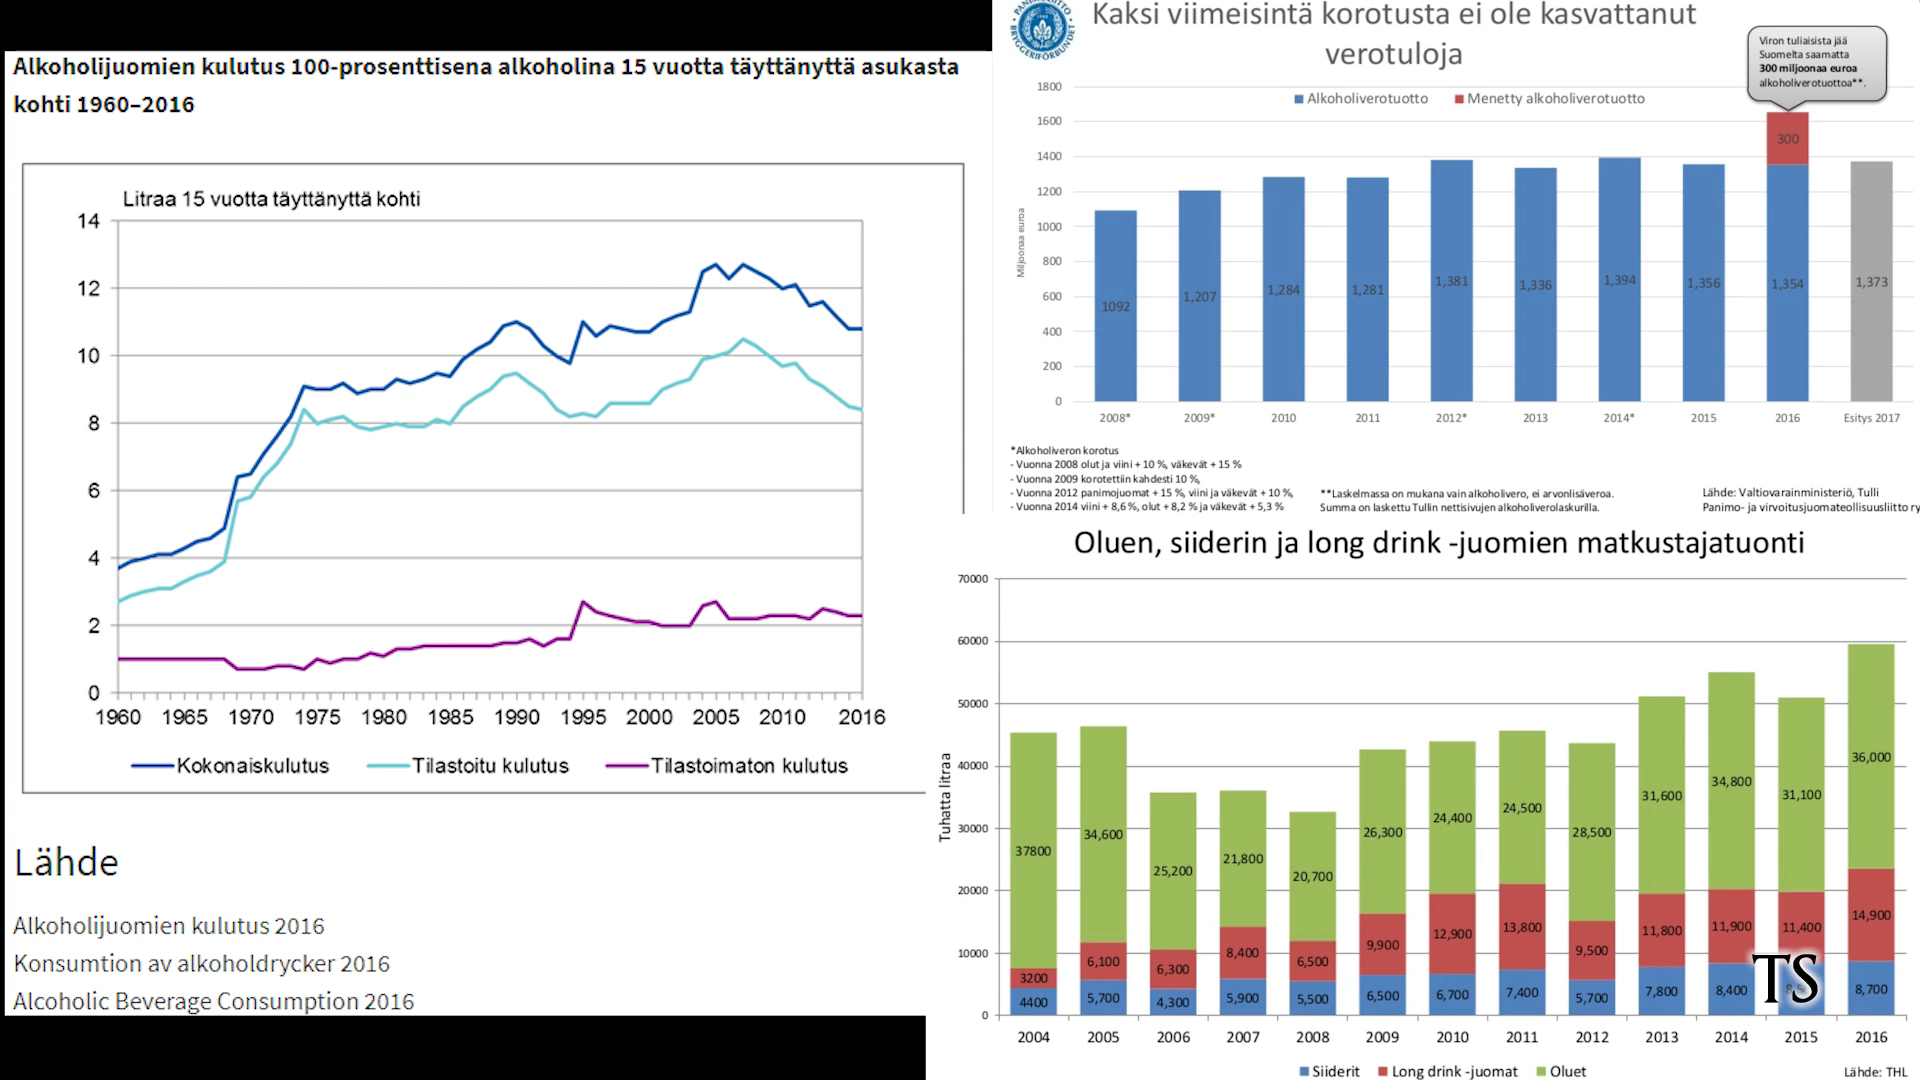 Alkoholijuomien kulutus 100-prosenttisena alkoholina 15 vuotta täyttänyttä asukasta
kohti 1960–2016
Litraa 15 vuotta täyttänyttä kohti
14
12
10
8
6
4
2
0
1960 1965 1970 1975 1980 1985 1990 1995 2000 2005 2010 2016
Kokonaiskulutus Tilastoitu kulutus Tilastoimaton kulutus
Lähde
Alkoholijuomien kulutus 2016
Konsumtion av alkoholdrycker 2016
Alcoholic Beverage Consumption 2016
PANIMOLIITTO
BRYGGERIFÖRBUNDET
Kaksi viimeisintä korotusta ei ole kasvattanut
verotuloja
Viron tuliaisista jää
Suomelta saamatta
300 miljoonaa euroa
alkoholiverotuottoa**.
Alkoholiverotuotto Menetty alkoholiverotuotto
Miljoonaa euroa
1800
1600
1400
1200
1000
800
600
400
200
0
300
1092 1,207 1,284 1,281 1,381 1,336 1,394 1,356 1,354 1,373
2008* 2009* 2010 2011 2012* 2013 2014* 2015 2016 Esitys 2017
*Alkoholiveron korotus
- Vuonna 2008 olut ja viini + 10 %, väkevät + 15 %
- Vuonna 2009 korotettiin kahdesti 10 %,
- Vuonna 2012 panimojuomat + 15 %, viini ja väkevät + 10 %,
- Vuonna 2014 viini + 8,6 %, olut + 8,2 % ja väkevät + 5,3 %
**Laskelmassa on mukana vain alkoholivero, ei arvonlisäveroa.
Summa on laskettu Tullin nettisivujen alkoholiverolaskurilla.
Lähde: Valtiovarainministeriö, Tulli
Panimo- ja virvoitusjuomateollisuusliitto ry
Oluen, siiderin ja long drink -juomien matkustajatuonti
Tuhatta litraa
70000
60000
50000
40000
30000
20000
10000
0
37800 34,600 25,200 21,800 20,700 26,300 24,400 24,500 28,500 31,600 34,800 31,100 36,000
3200 6,100 6,300 8,400 6,500 9,900 12,900 13,800 9,500 11,800 11,900 11,400 14,900
4400 5,700 4,300 5,900 5,500 6,500 6,700 7,400 5,700 7,800 8,400 8,700
TS
2004 2005 2006 2007 2008 2009 2010 2011 2012 2013 2014 2015 2016
Siiderit Long drink -juomat Oluet
Lähde: THL